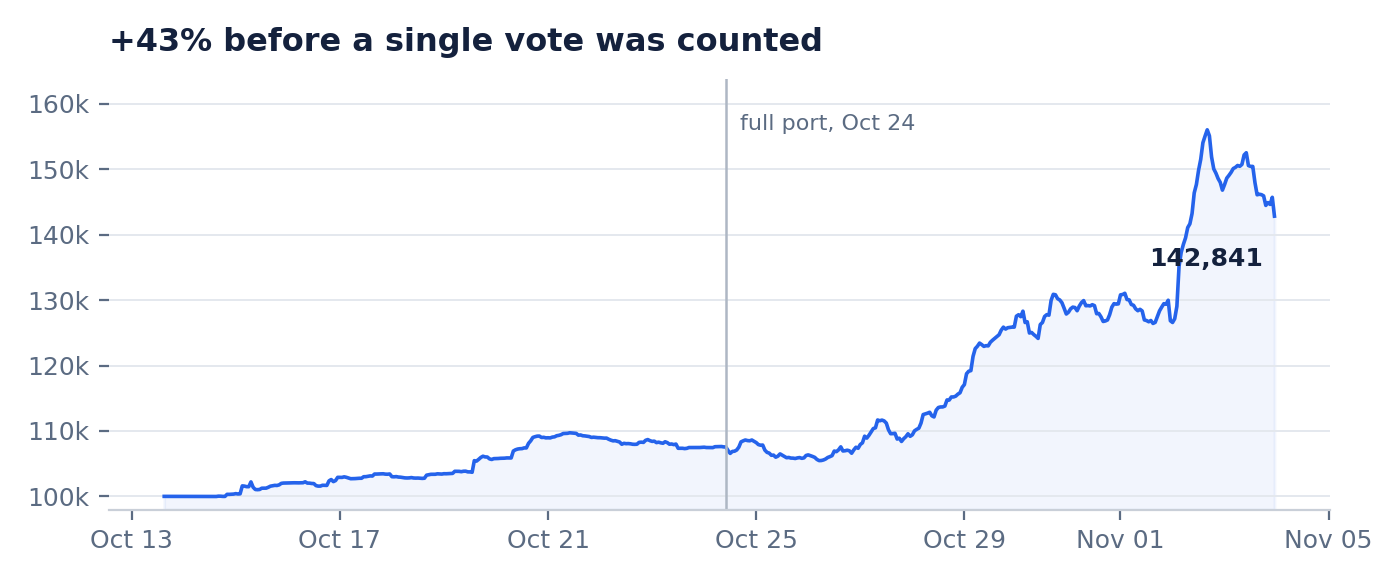 +43% before a single vote was counted
160k
full port, Oct 24
150k
140k
142,841
130k
120k
110k
100k
Oct 13 Oct 17 Oct 21 Oct 25 Oct 29 Nov 01 Nov 05